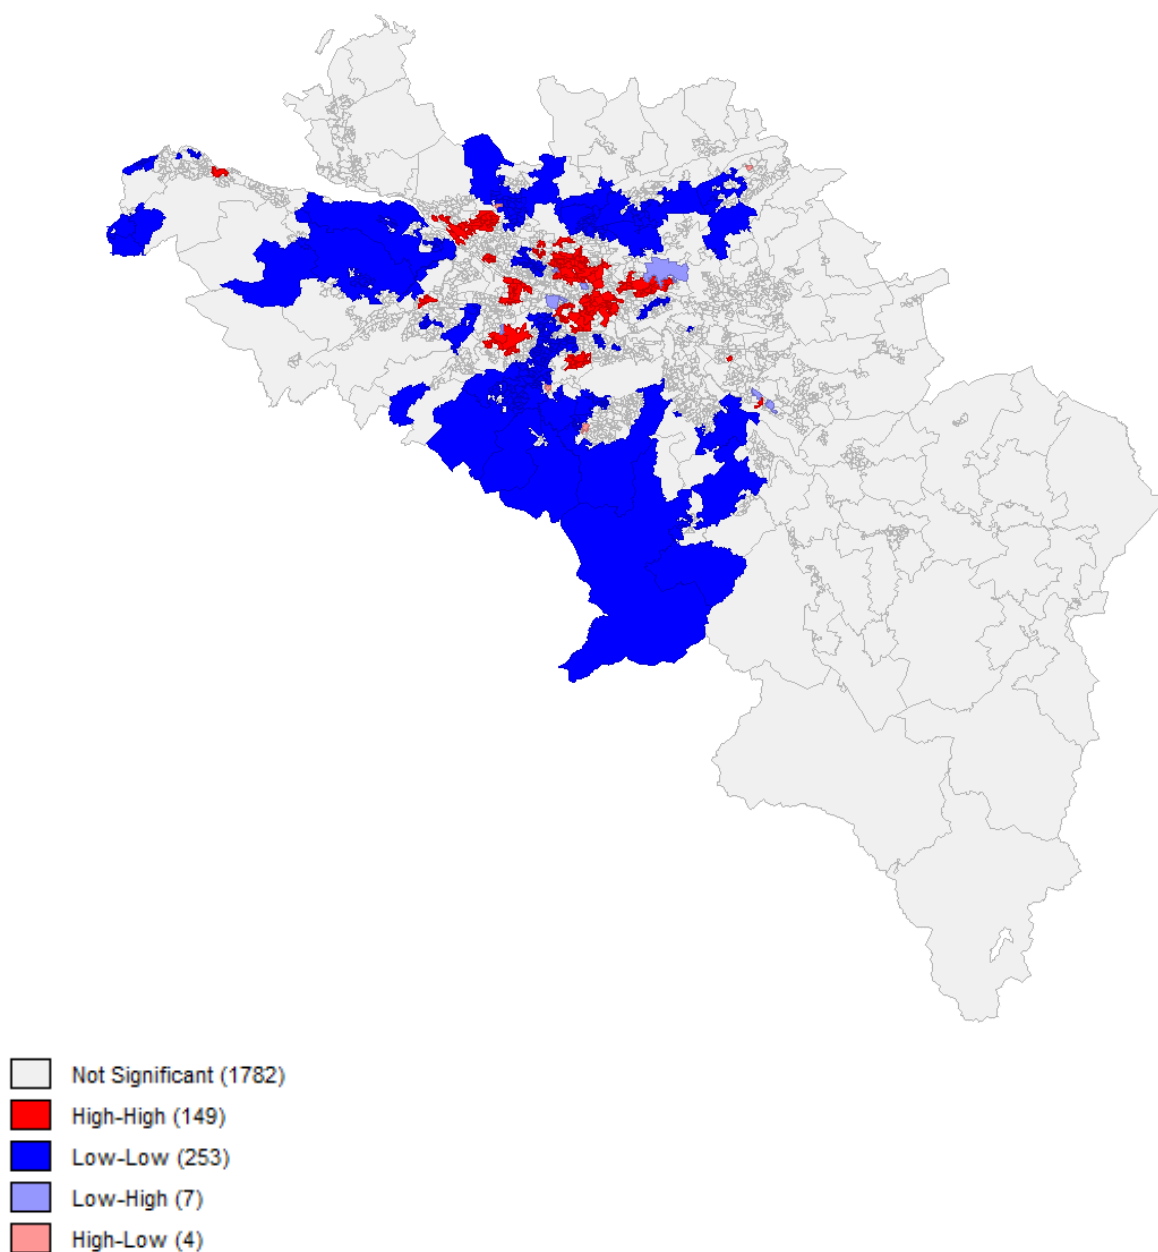 Not Significant (1782)
High-High (149)
Low-Low (253)
Low-High (7)
High-Low (4)